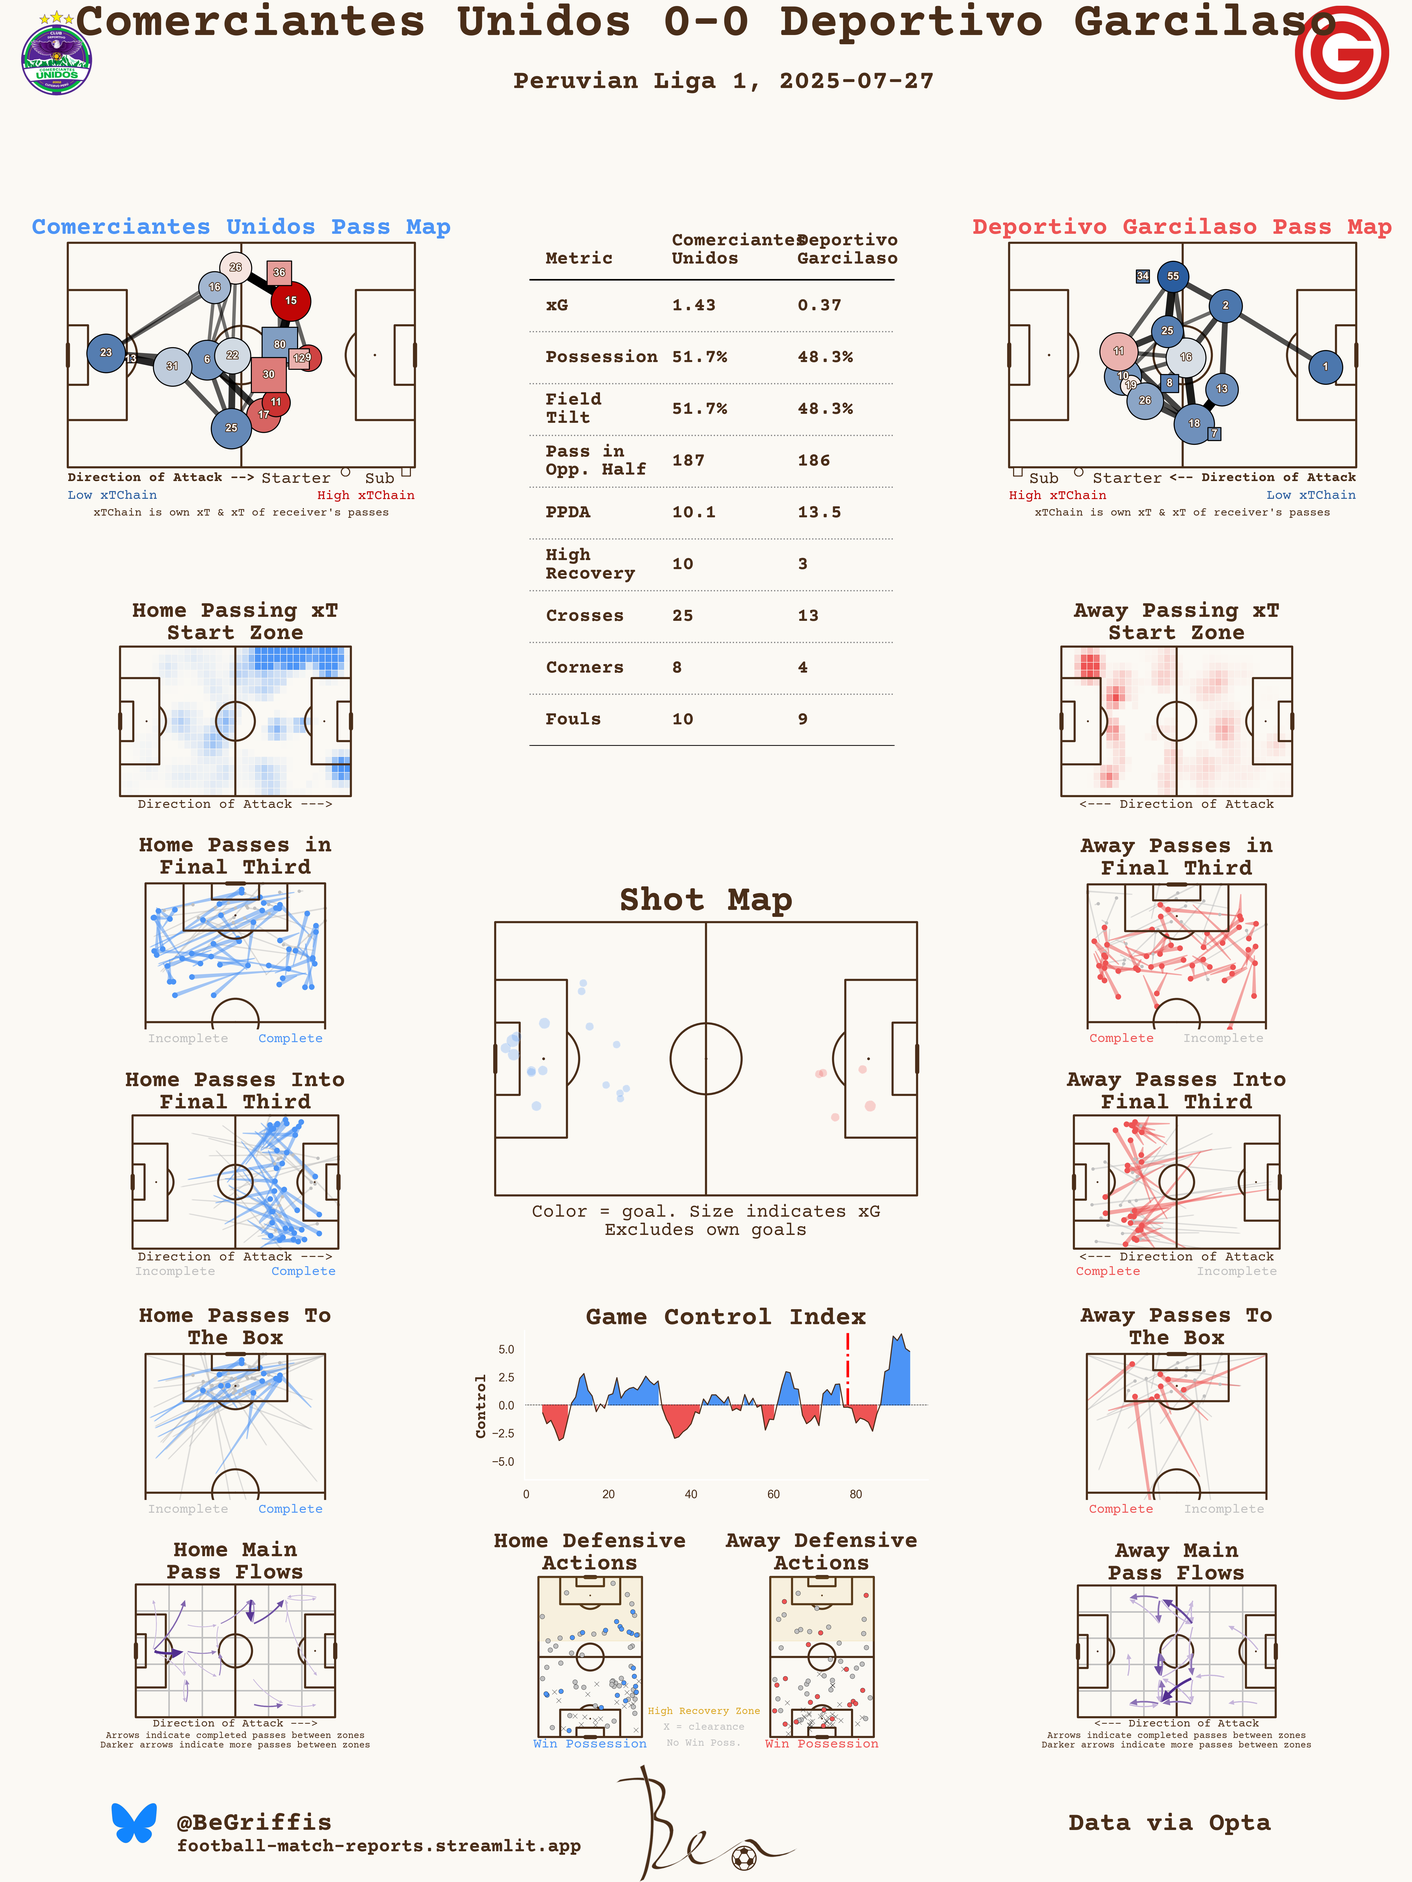 Comerciantes Unidos 0-0 Deportivo Garcilaso
Peruvian Liga 1, 2025-07-27
CLUB
DEPORTIVO
COMERCIANTES
UNIDOS
G
Comerciantes Unidos Pass Map
26
36
16
15
80
23
13
31
6
22
12
9
30
11
17
25
Direction of Attack --> Starter Sub
Low xTChain High xTChain
xTChain is own xT & xT of receiver's passes
Metric Comerciantes Unidos Deportivo Garcilaso
xG 1.43 0.37
Possession 51.7% 48.3%
Field Tilt 51.7% 48.3%
Pass in Opp. Half 187 186
PPDA 10.1 13.5
High Recovery 10 3
Crosses 25 13
Corners 8 4
Fouls 10 9
Deportivo Garcilaso Pass Map
34
55
2
25
11
16
1
10
19
8
13
26
18
7
Sub Starter <-- Direction of Attack
High xTChain Low xTChain
xTChain is own xT & xT of receiver's passes
Home Passing xT
Start Zone
Direction of Attack --->
Away Passing xT
Start Zone
<--- Direction of Attack
Home Passes in
Final Third
Incomplete Complete
Away Passes in
Final Third
Complete Incomplete
Shot Map
Color = goal. Size indicates xG
Excludes own goals
Home Passes Into
Final Third
Direction of Attack --->
Incomplete Complete
Away Passes Into
Final Third
<--- Direction of Attack
Complete Incomplete
Home Passes To
The Box
Incomplete Complete
Game Control Index
Control
5.0
2.5
0.0
−2.5
−5.0
0 20 40 60 80
Away Passes To
The Box
Complete Incomplete
Home Main
Pass Flows
Direction of Attack --->
Arrows indicate completed passes between zones
Darker arrows indicate more passes between zones
Home Defensive
Actions
Win Possession
High Recovery Zone
X = clearance
No Win Poss.
Away Defensive
Actions
Win Possession
Away Main
Pass Flows
<--- Direction of Attack
Arrows indicate completed passes between zones
Darker arrows indicate more passes between zones
@BeGriffis
football-match-reports.streamlit.app
Ben
Data via Opta